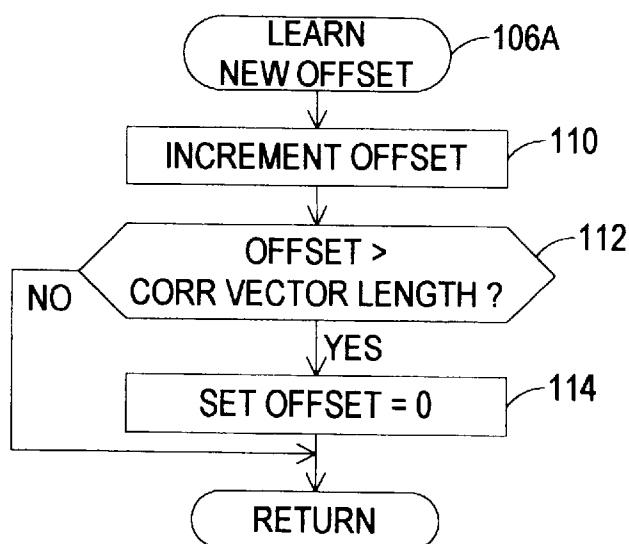 LEARN
NEW OFFSET
106A
INCREMENT OFFSET
110
OFFSET >
CORR VECTOR LENGTH ?
112
NO
YES
SET OFFSET = 0
114
RETURN